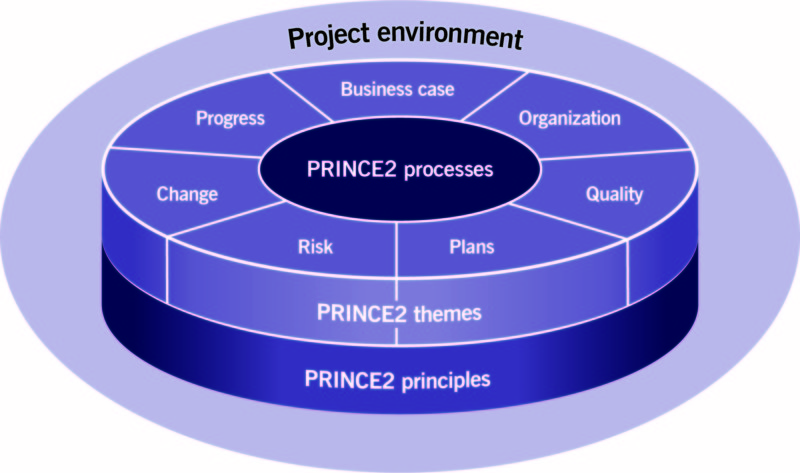 Project environment
Business case
Progress
Organization
PRINCE2 processes
Change
Quality
Risk
Plans
PRINCE2 themes
PRINCE2 principles